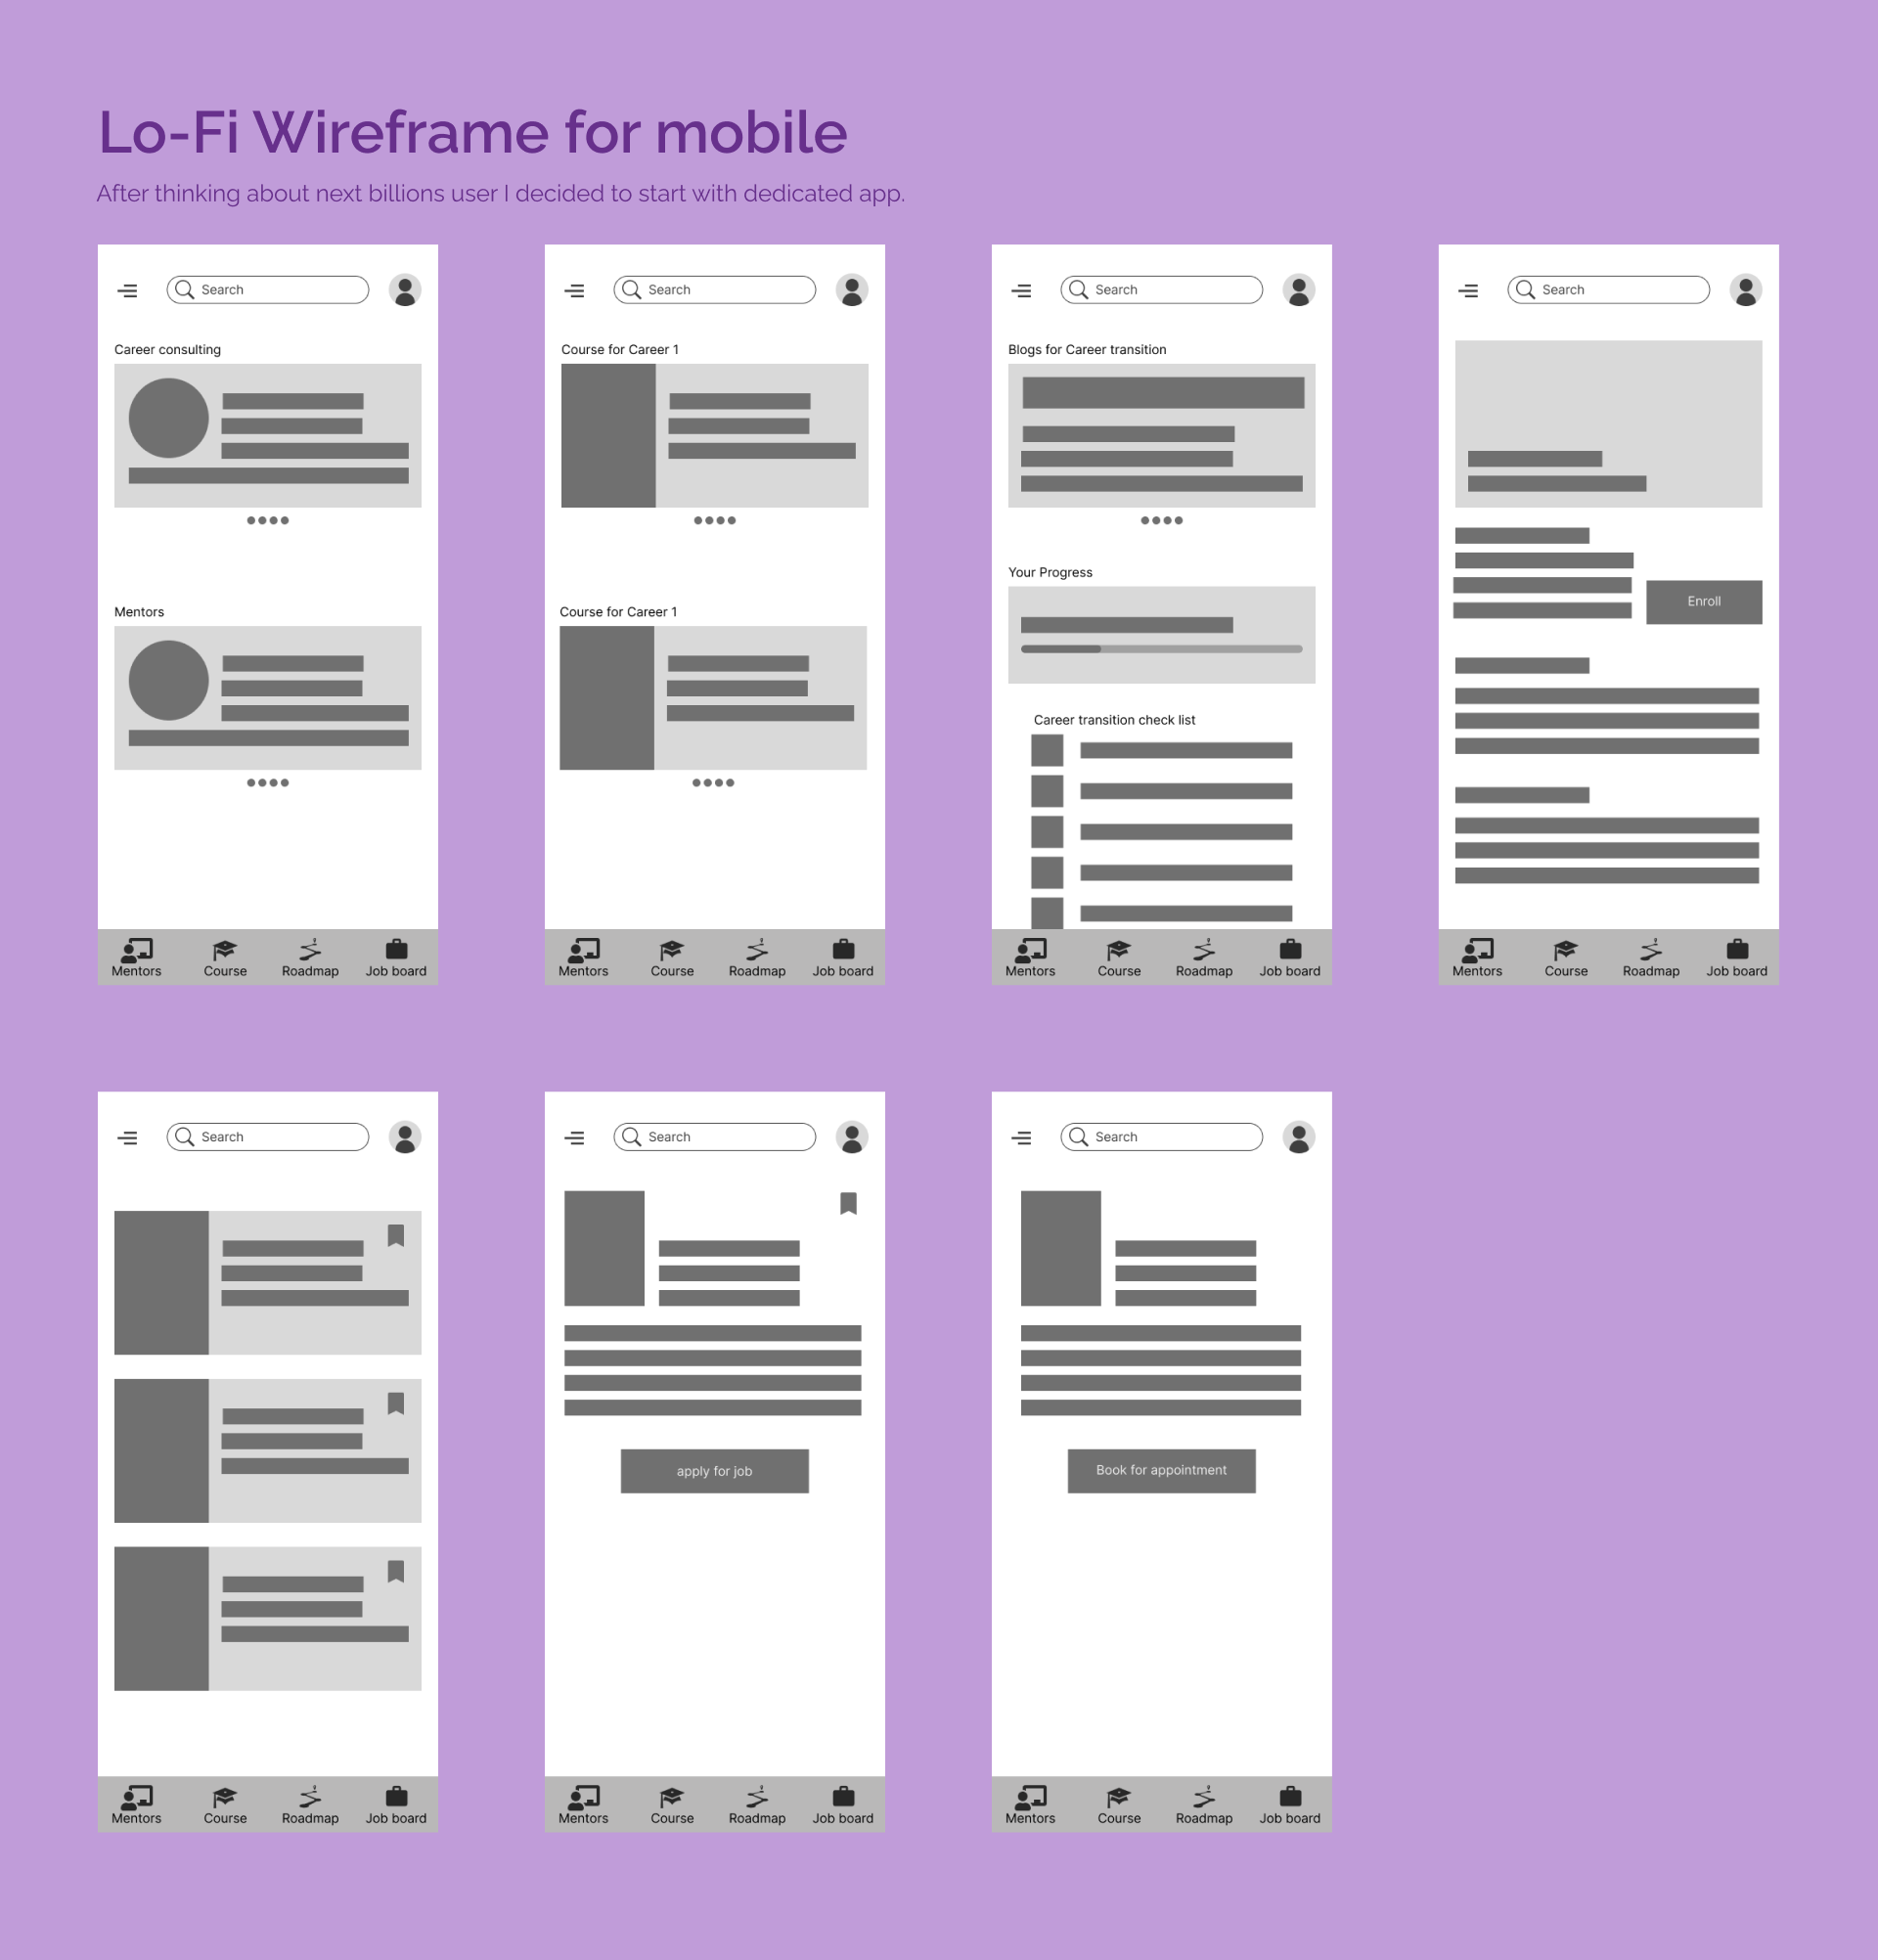 Lo-Fi Wireframe for mobile
After thinking about next billions user I decided to start with dedicated app.
Search
Career consulting
Mentors
Mentors Course Roadmap Job board
Search
Course for Career 1
Course for Career 1
Mentors Course Roadmap Job board
Search
Blogs for Career transition
Your Progress
Career transition check list
Mentors Course Roadmap Job board
Search
Enroll
Mentors Course Roadmap Job board
Search
Mentors Course Roadmap Job board
Search
apply for job
Mentors Course Roadmap Job board
Search
Book for appointment
Mentors Course Roadmap Job board